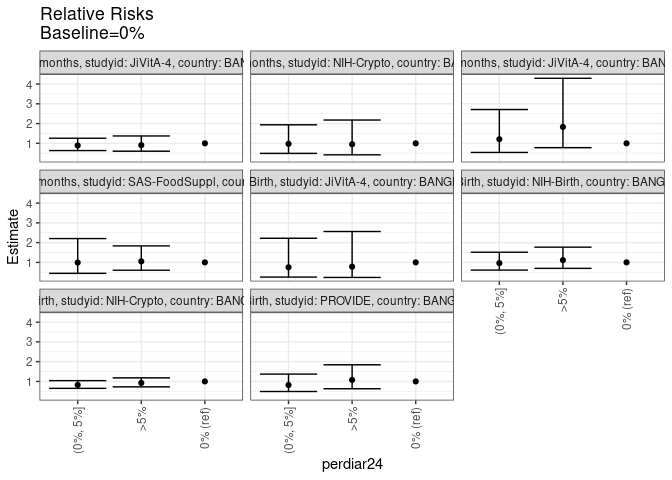 Relative Risks
Baseline=0%
months, studyid: JiVitA-4, country: BAN
months, studyid: NIH-Crypto, country: BA
months, studyid: JiVitA-4, country: BAN
4
3
2
1
months, studyid: SAS-FoodSuppl, cour
Birth, studyid: JiVitA-4, country: BANG
Birth, studyid: NIH-Birth, country: BANG
4
3
2
1
Estimate
irth, studyid: NIH-Crypto, country: BANG
Birth, studyid: PROVIDE, country: BANG
4
3
2
1
(0%, 5%]
>5%
0% (ref)
(0%, 5%]
>5%
0% (ref)
(0%, 5%]
>5%
0% (ref)
perdiar24